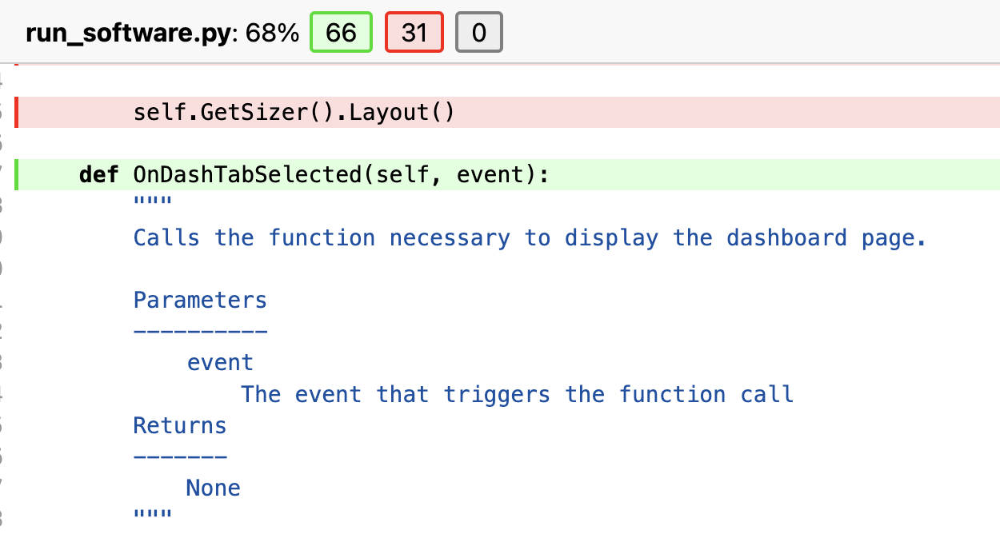 run_software.py: 68% 66 31 0
self.GetSizer().Layout()
def OnDashTabSelected(self, event):
"""
Calls the function necessary to display the dashboard page.
Parameters
----------
event
The event that triggers the function call
Returns
-------
None
"""